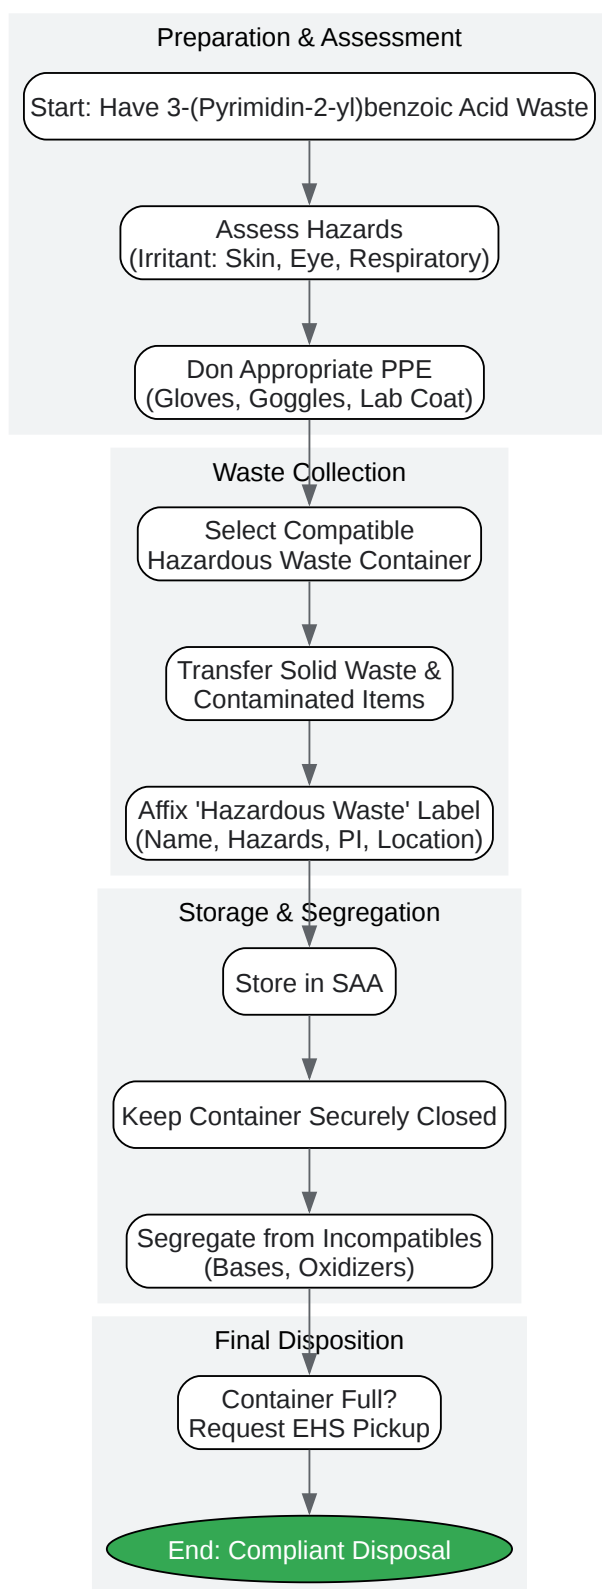 Preparation & Assessment
Start: Have 3-(Pyrimidin-2-yl)benzoic Acid Waste
Assess Hazards
(Irritant: Skin, Eye, Respiratory)
Don Appropriate PPE
(Gloves, Goggles, Lab Coat)
Waste Collection
Select Compatible
Hazardous Waste Container
Transfer Solid Waste &
Contaminated Items
Affix 'Hazardous Waste' Label
(Name, Hazards, PI, Location)
Storage & Segregation
Store in SAA
Keep Container Securely Closed
Segregate from Incompatibles
(Bases, Oxidizers)
Final Disposition
Container Full?
Request EHS Pickup
End: Compliant Disposal